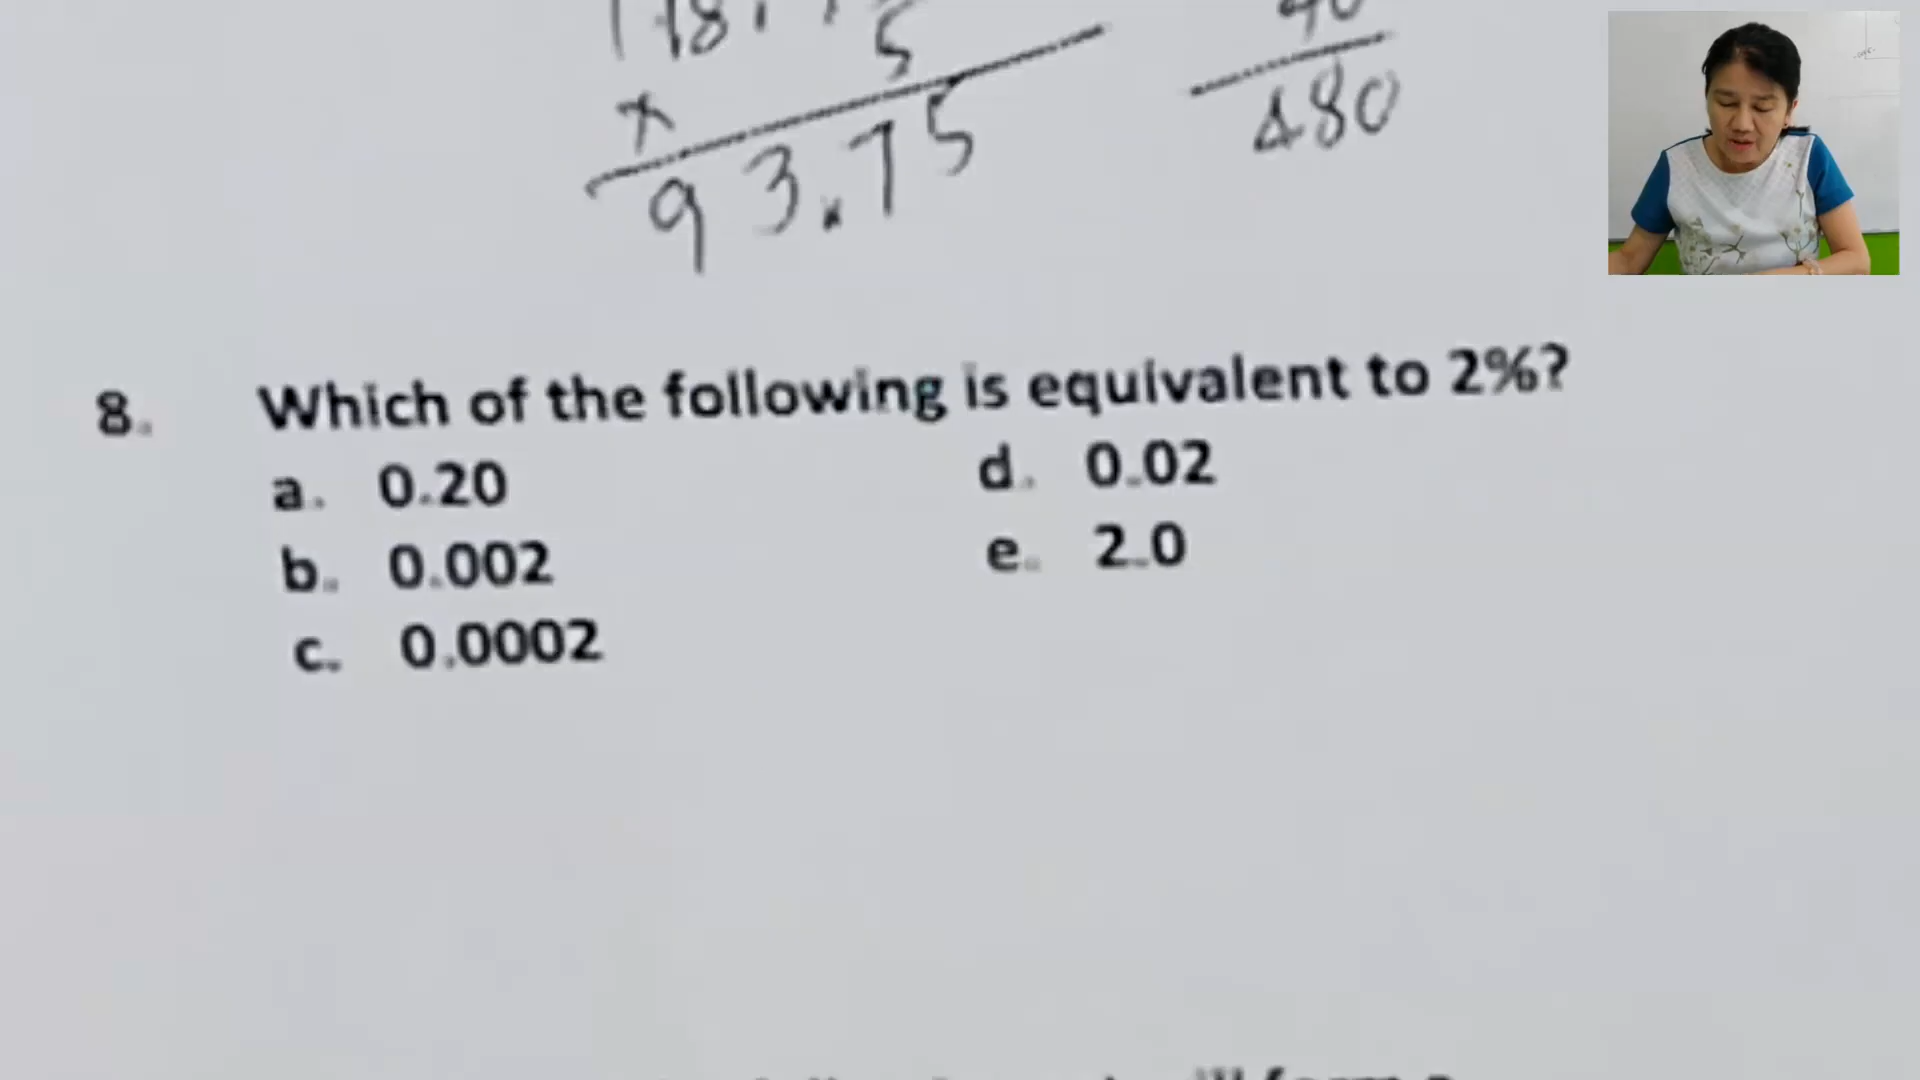 5
×
93.75
480
8. Which of the following is equivalent to 2%?
a. 0.20
d. 0.02
b. 0.002
e. 2.0
c. 0.0002